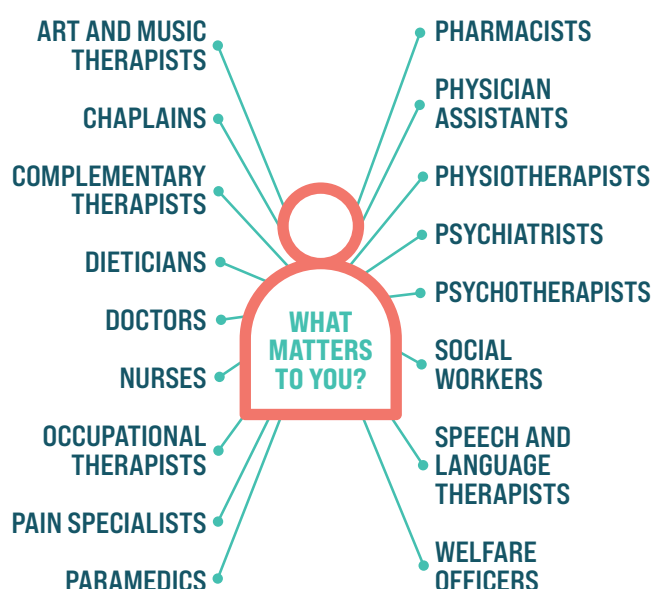 ART AND MUSIC
THERAPISTS
CHAPLAINS
COMPLEMENTARY
THERAPISTS
DIETICIANS
DOCTORS
NURSES
OCCUPATIONAL
THERAPISTS
PAIN SPECIALISTS
PARAMEDICS
WHAT
MATTERS
TO YOU?
PHARMACISTS
PHYSICIAN
ASSISTANTS
PHYSIOTHERAPISTS
PSYCHIATRISTS
PSYCHOTHERAPISTS
SOCIAL
WORKERS
SPEECH AND
LANGUAGE
THERAPISTS
WELFARE
OFFICERS